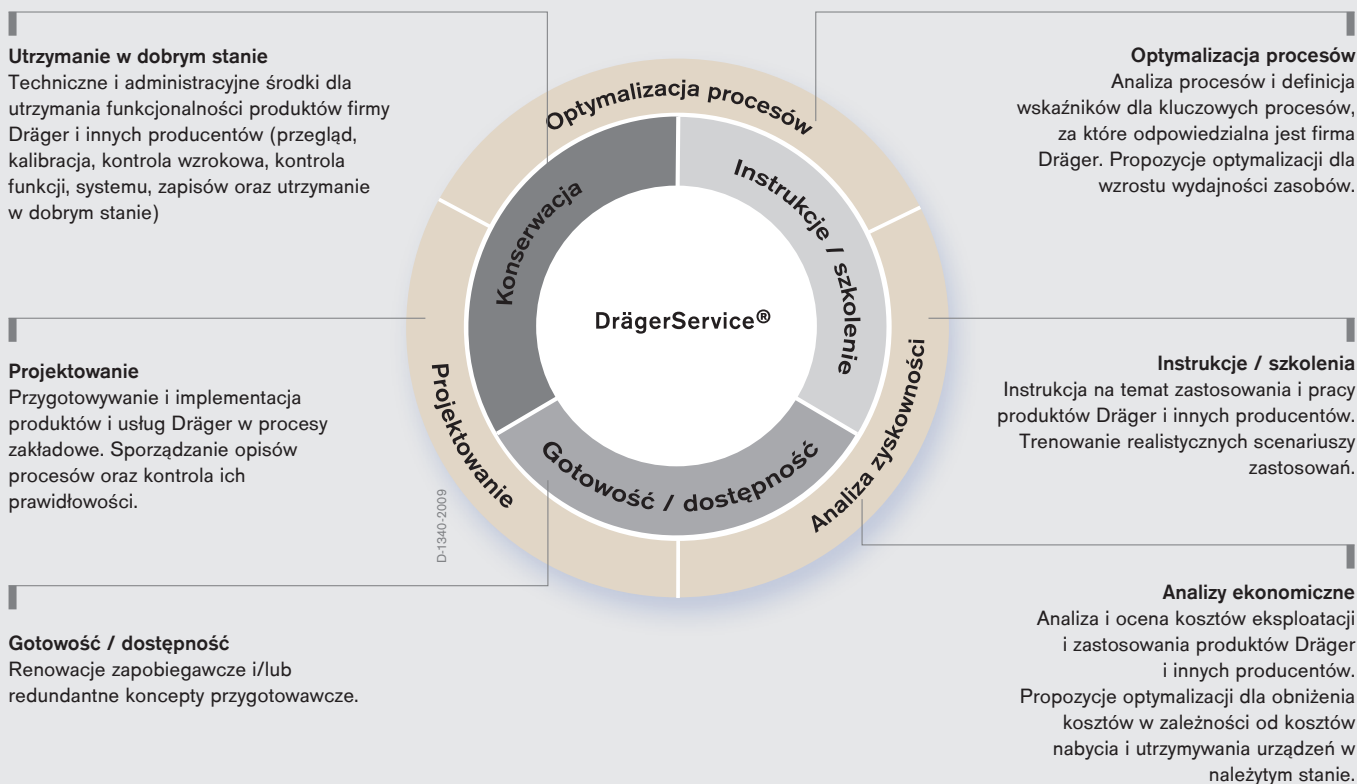 Utrzymanie w dobrym stanie
Techniczne i administracyjne środki dla
utrzymania funkcjonalności produktów firmy
Dräger i innych producentów (przegląd,
kalibracja, kontrola wzrokowa, kontrola
funkcji, systemu, zapisów oraz utrzymanie
w dobrym stanie)
Projektowanie
Przygotowywanie i implementacja
produktów i usług Dräger w procesy
zakładowe. Sporządzanie opisów
procesów oraz kontrola ich
prawidłowości.
Gotowość / dostępność
Renowacje zapobiegawcze i/lub
redundantne koncepty przygotowawcze.
Optymalizacja procesów
Konserwacja
Instrukcje / szkolenie
DrägerService®
Projektowanie
Gotowość / dostępność
Analiza zyskowności
D-1340-2009
Optymalizacja procesów
Analiza procesów i definicja
wskaźników dla kluczowych procesów,
za które odpowiedzialna jest firma
Dräger. Propozycje optymalizacji dla
wzrostu wydajności zasobów.
Instrukcje / szkolenia
Instrukcja na temat zastosowania i pracy
produktów Dräger i innych producentów.
Trenowanie realistycznych scenariuszy
zastosowań.
Analizy ekonomiczne
Analiza i ocena kosztów eksploatacji
i zastosowania produktów Dräger
i innych producentów.
Propozycje optymalizacji dla obniżenia
kosztów w zależności od kosztów
nabycia i utrzymywania urządzeń w
należytym stanie.